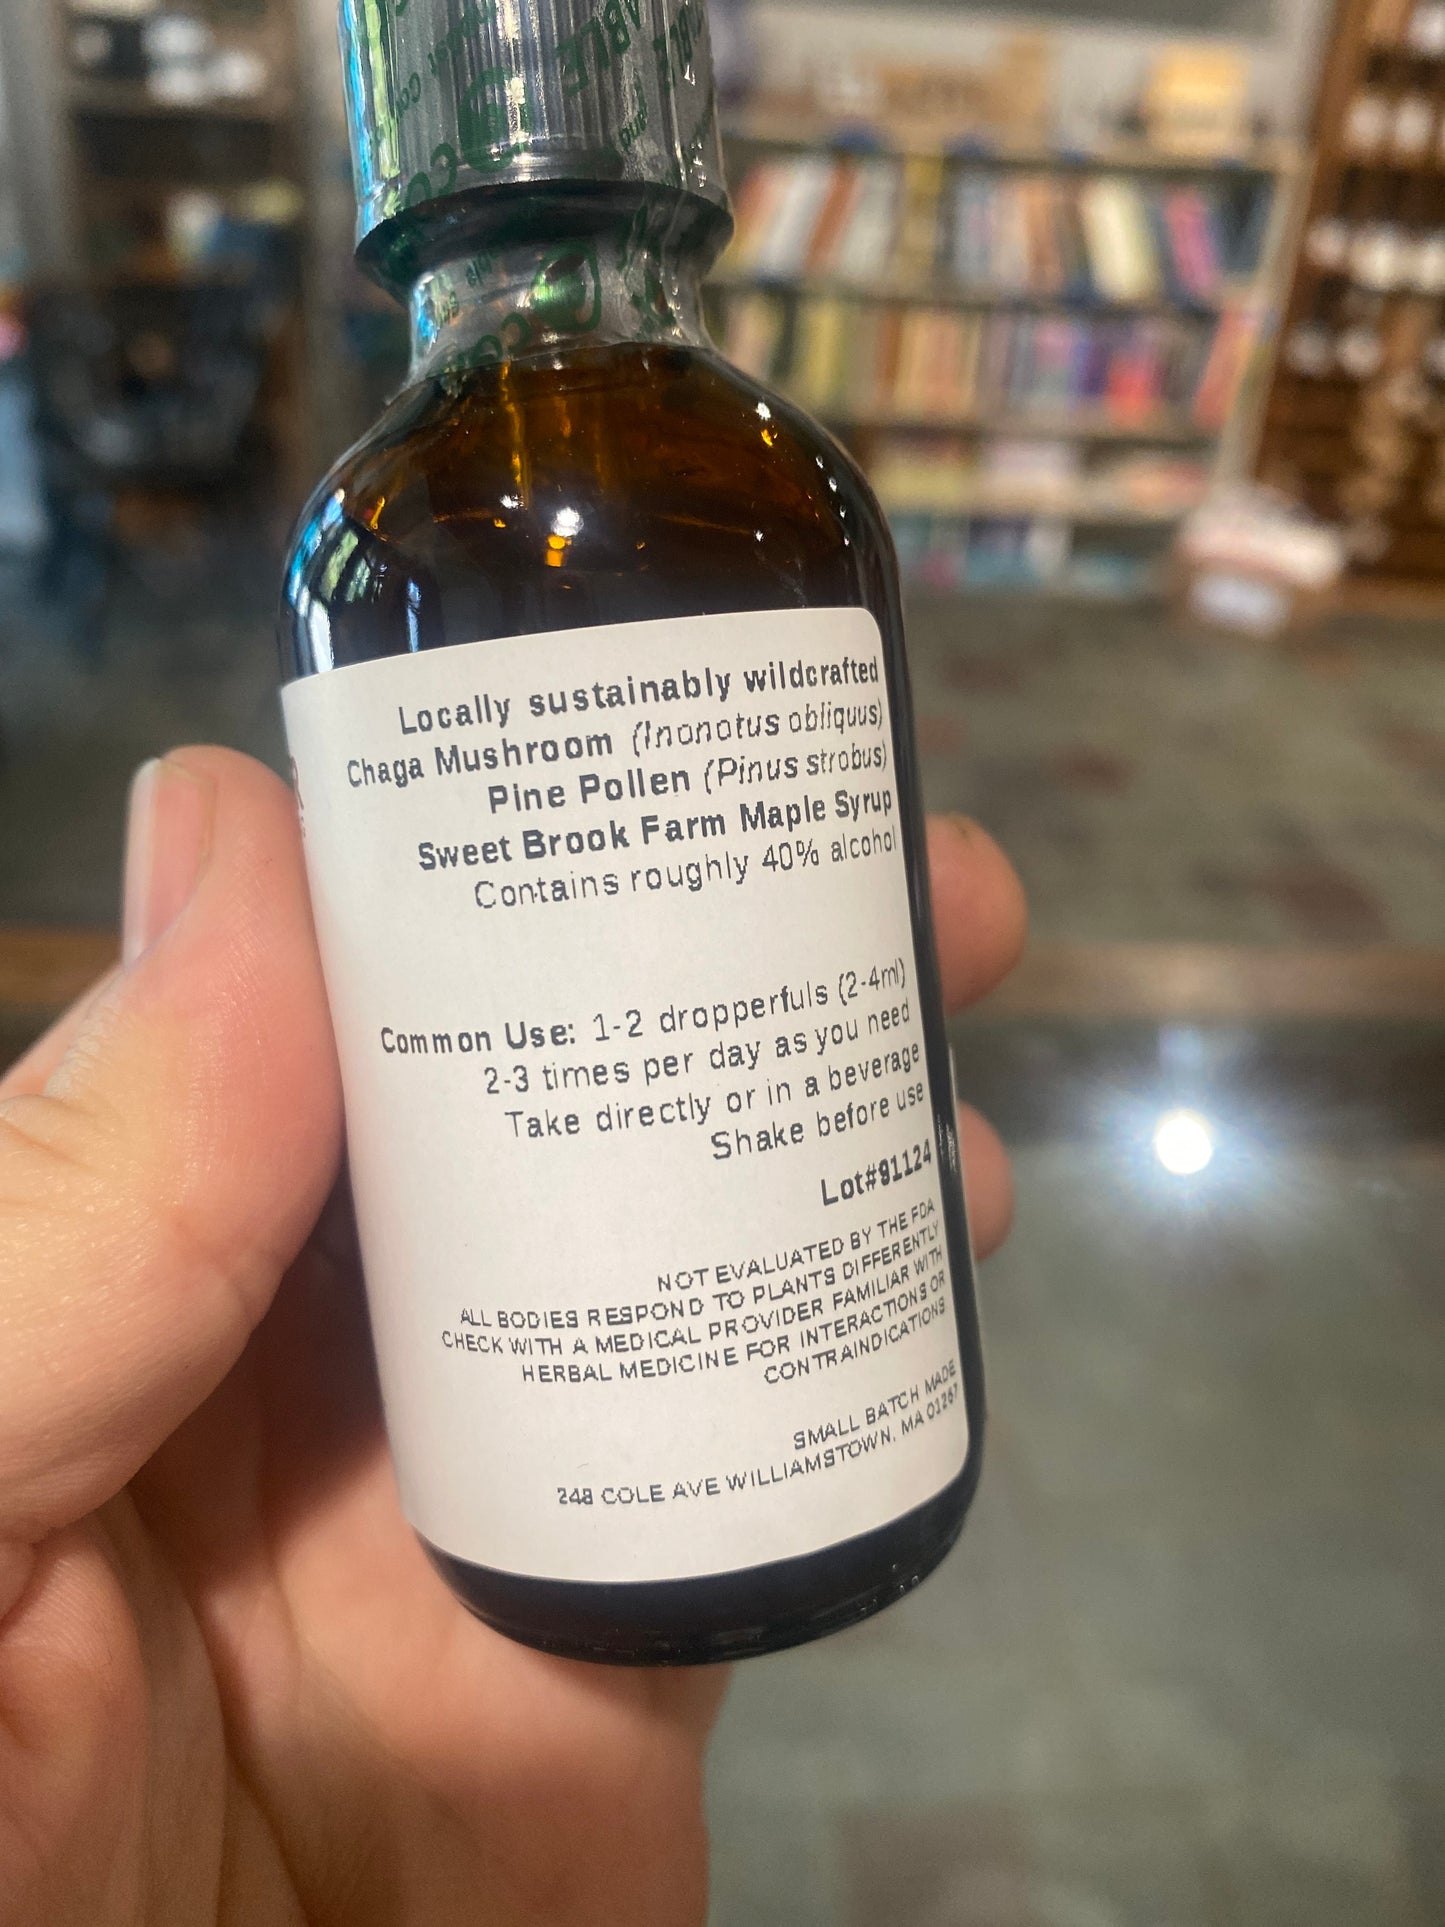 Locally sustainably wildcrafted
Chaga Mushroom (Inonotus obliquus)
Pine Pollen (Pinus strobus)
Sweet Brook Farm Maple Syrup
Contains roughly 40% alcohol
Common Use: 1-2 dropperfuls (2-4ml)
2-3 times per day as you need
Take directly or in a beverage
Shake before use
Lot#91124
NOT EVALUATED BY THE FDA
ALL BODIES RESPOND TO PLANTS DIFFERENTLY
CHECK WITH A MEDICAL PROVIDER FAMILIAR WITH
HERBAL MEDICINE FOR INTERACTIONS OR
CONTRAINDICATIONS
SMALL BATCH MADE
248 COLE AVE WILLIAMSTOWN, MA 01267